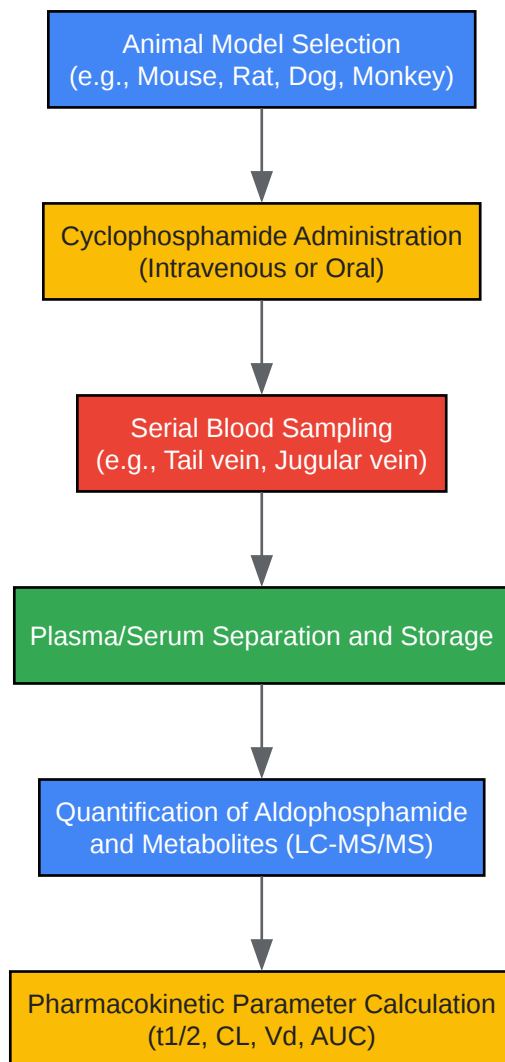 Animal Model Selection
(e.g., Mouse, Rat, Dog, Monkey)
Cyclophosphamide Administration
(Intravenous or Oral)
Serial Blood Sampling
(e.g., Tail vein, Jugular vein)
Plasma/Serum Separation and Storage
Quantification of Aldophosphamide
and Metabolites (LC-MS/MS)
Pharmacokinetic Parameter Calculation
(t1/2, CL, Vd, AUC)